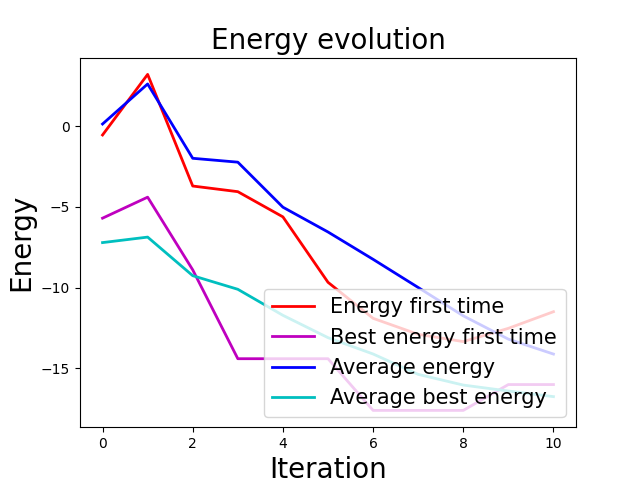 Energy evolution
Energy
0
−5
−10
−15
Energy first time
Best energy first time
Average energy
Average best energy
0 2 4 6 8 10
Iteration